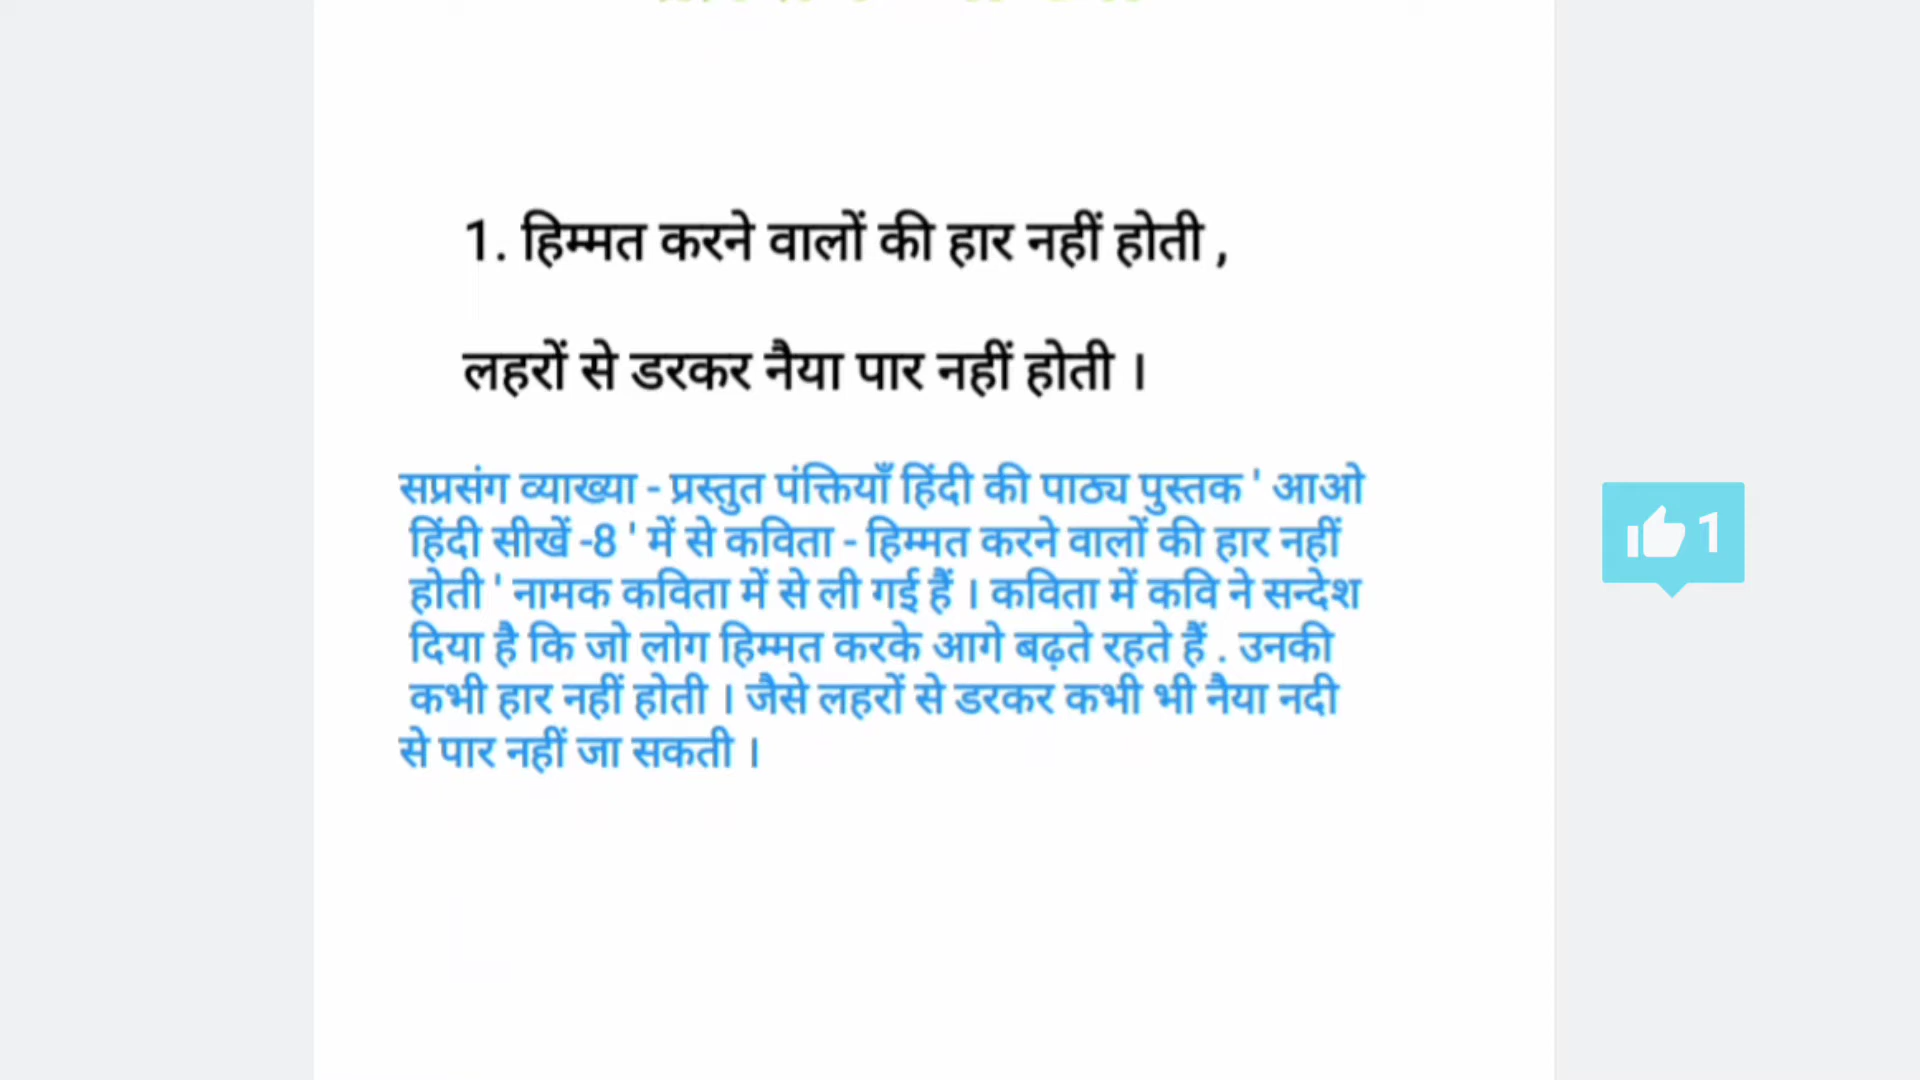 1. हिम्मत करने वालों की हार नहीं होती ,
लहरों से डरकर नैया पार नहीं होती ।
सप्रसंग व्याख्या - प्रस्तुत पंक्तियाँ हिंदी की पाठ्य पुस्तक ' आओ
हिंदी सीखें -8 ' में से कविता - हिम्मत करने वालों की हार नहीं
होती ' नामक कविता में से ली गई हैं । कविता में कवि ने सन्देश
दिया है कि जो लोग हिम्मत करके आगे बढ़ते रहते हैं . उनकी
कभी हार नहीं होती । जैसे लहरों से डरकर कभी भी नैया नदी
से पार नहीं जा सकती ।
1